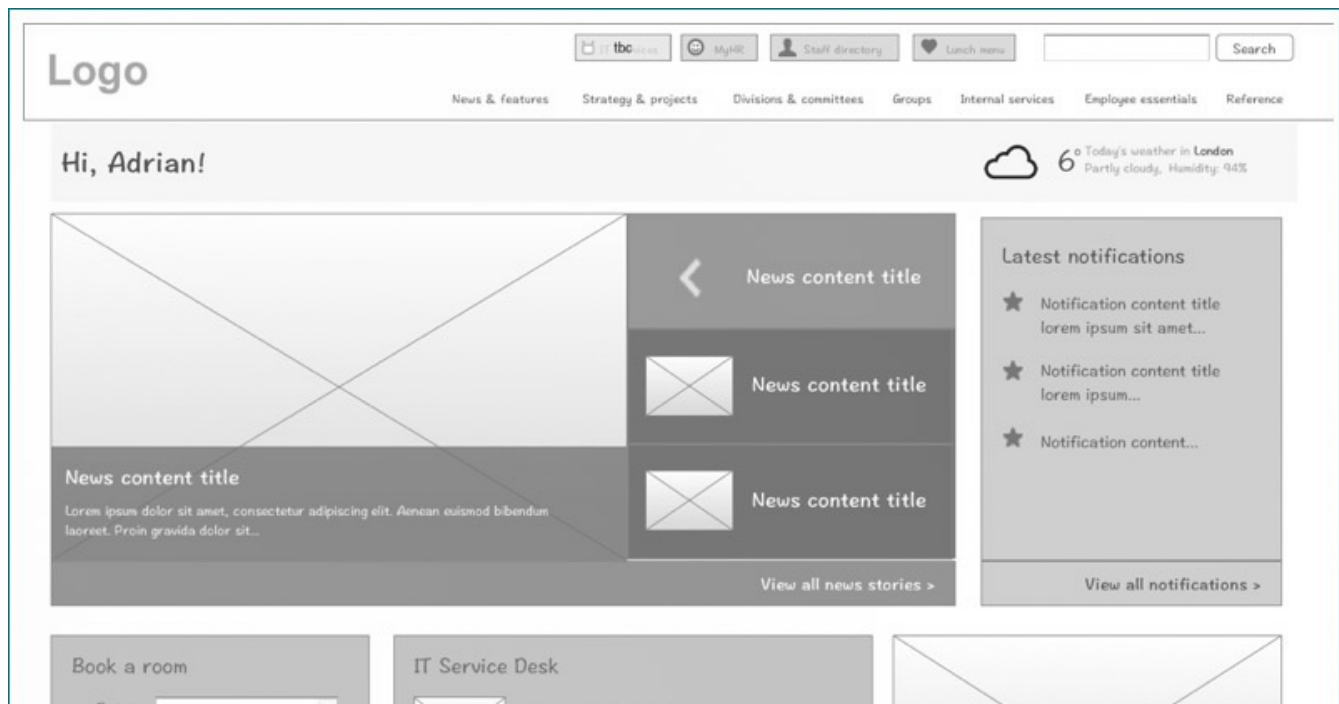 tbc
MyHR
Staff directory
Lunch menu
Search
Logo
News & features
Strategy & projects
Divisions & committees
Groups
Internal services
Employee essentials
Reference
Hi, Adrian!
6° Today's weather in London
Partly cloudy, Humidity: 94%
News content title
Lorem ipsum dolor sit amet, consectetur adipiscing elit. Aenean euismod bibendum
laoreet. Proin gravida dolor sit...
News content title
News content title
News content title
View all news stories >
Latest notifications
Notification content title
lorem ipsum sit amet...
Notification content title
lorem ipsum...
Notification content...
View all notifications >
Book a room
IT Service Desk